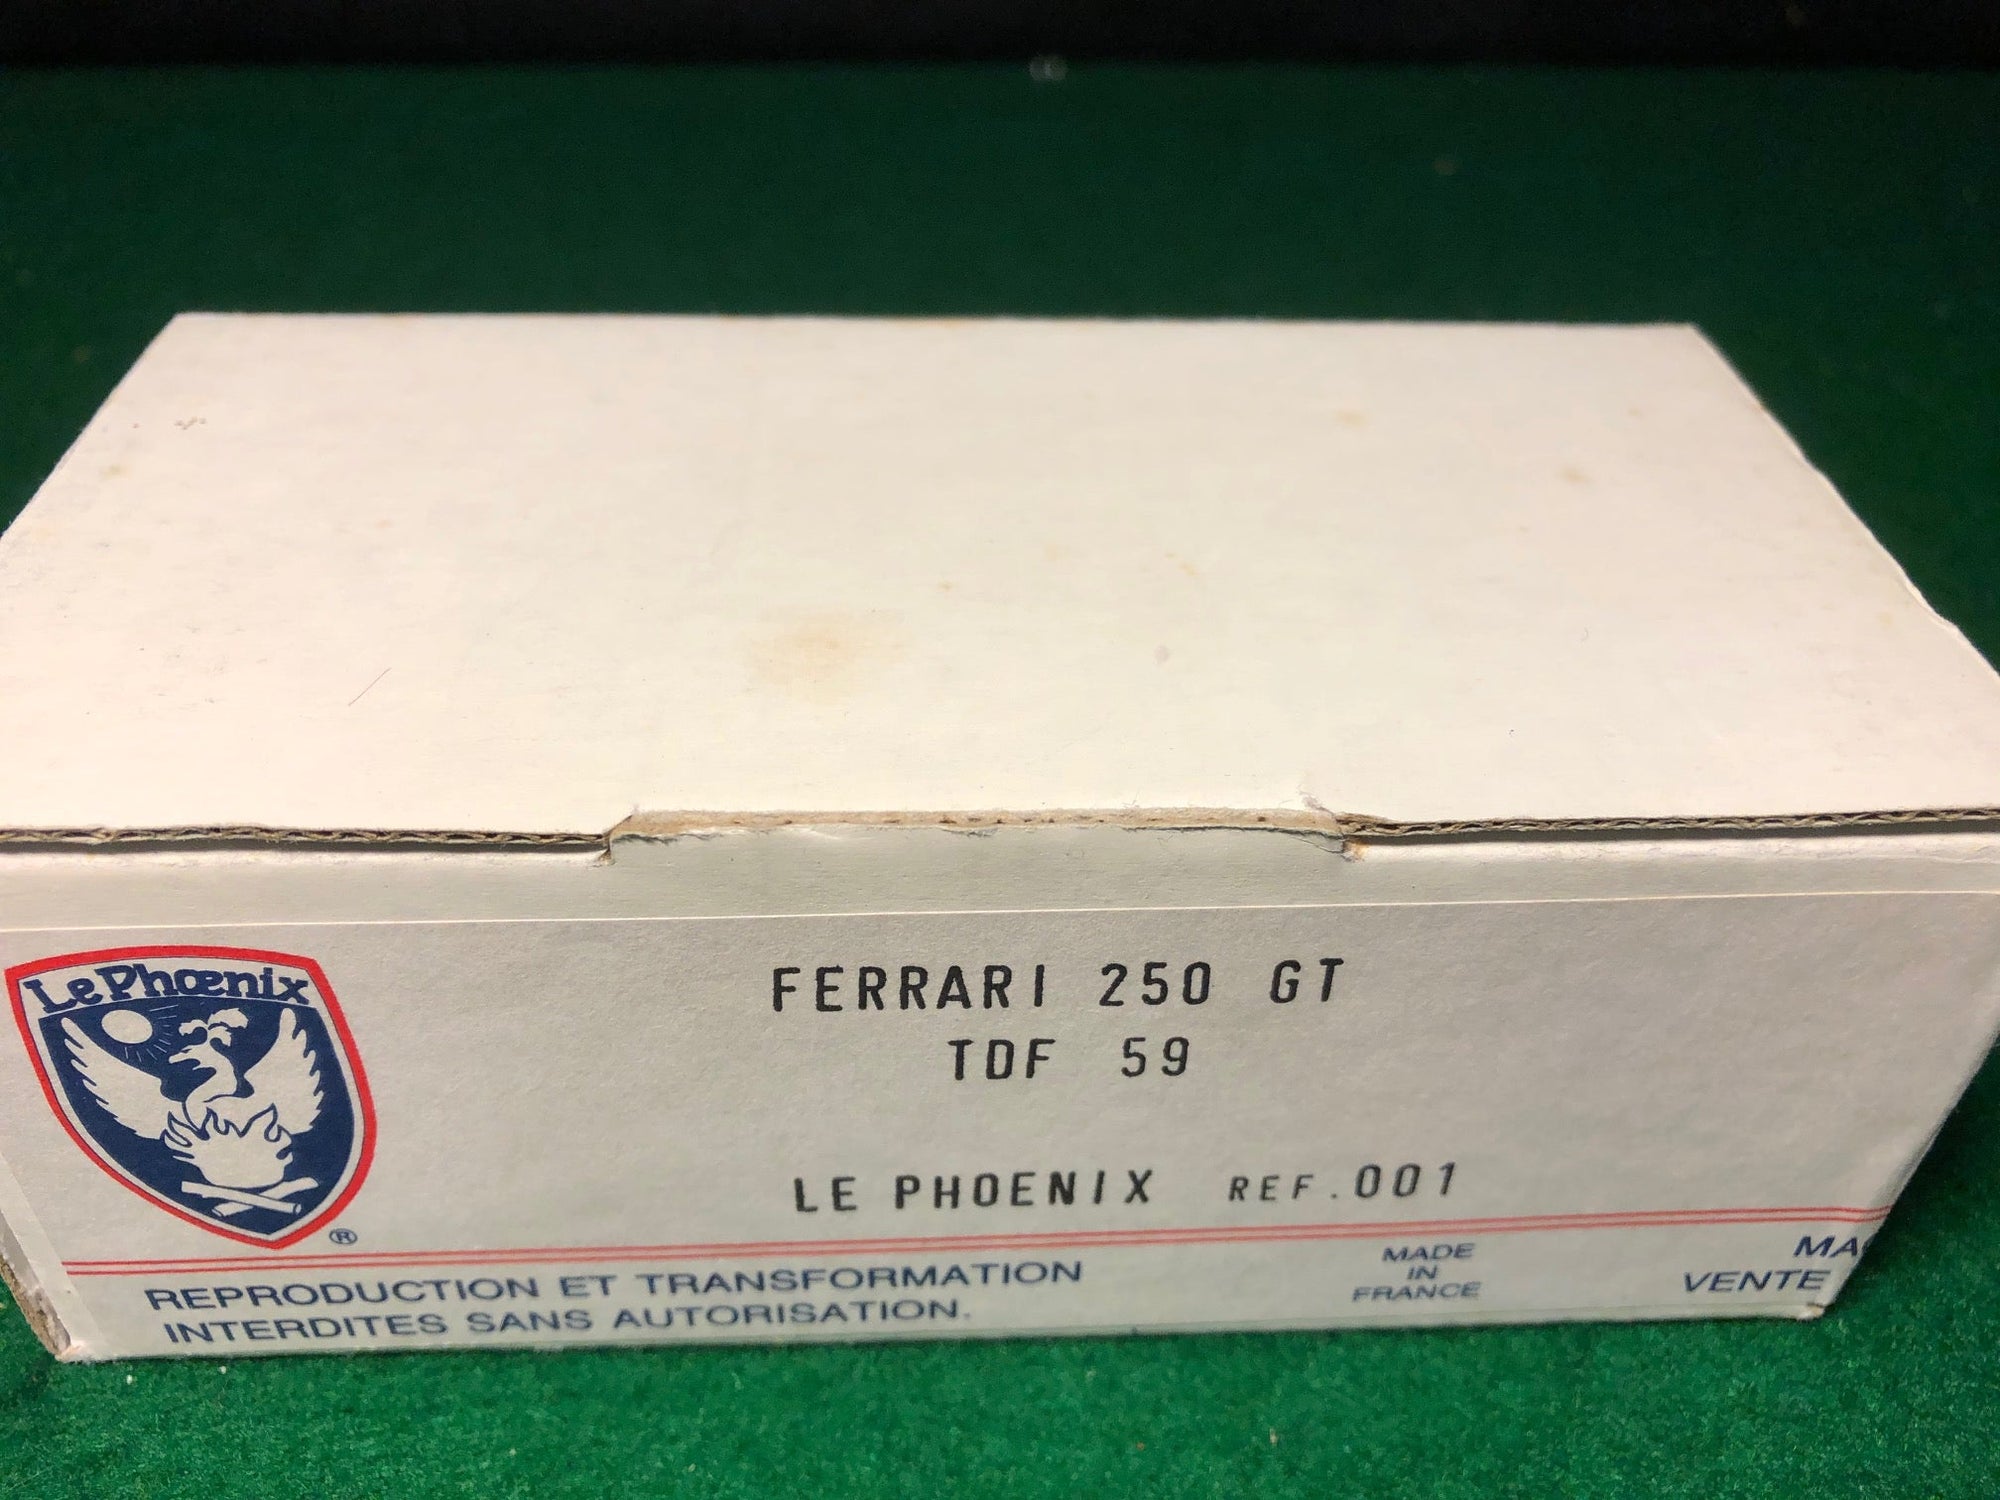 Le Phœnix
FERRARI 250 GT
TDF 59
LE PHOENIX REF.001
®
REPRODUCTION ET TRANSFORMATION
INTERDITES SANS AUTORISATION.
MADE
IN
FRANCE
VENTE